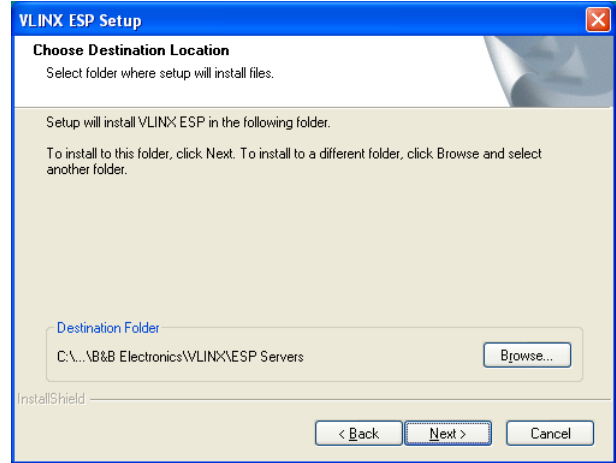 VLINX ESP Setup
Choose Destination Location
Select folder where setup will install files.
Setup will install VLINX ESP in the following folder.
To install to this folder, click Next. To install to a different folder, click Browse and select
another folder.
Destination Folder
C:\...\B&B Electronics\VLINX\ESP Servers
Browse...
InstallShield
< Back
Next >
Cancel